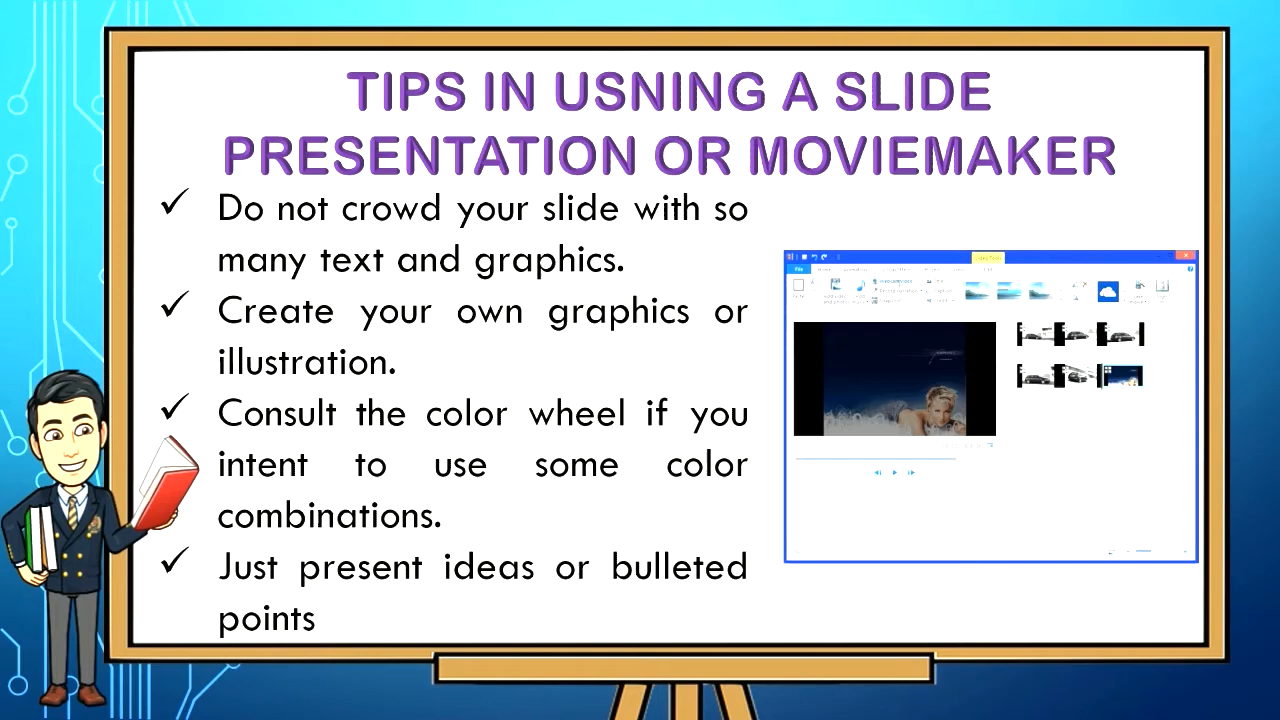 TIPS IN USNING A SLIDE
PRESENTATION OR MOVIEMAKER
✓ Do not crowd your slide with so
many text and graphics.
✓ Create your own graphics or
illustration.
✓ Consult the color wheel if you
intent to use some color
combinations.
✓ Just present ideas or bulleted
points
File